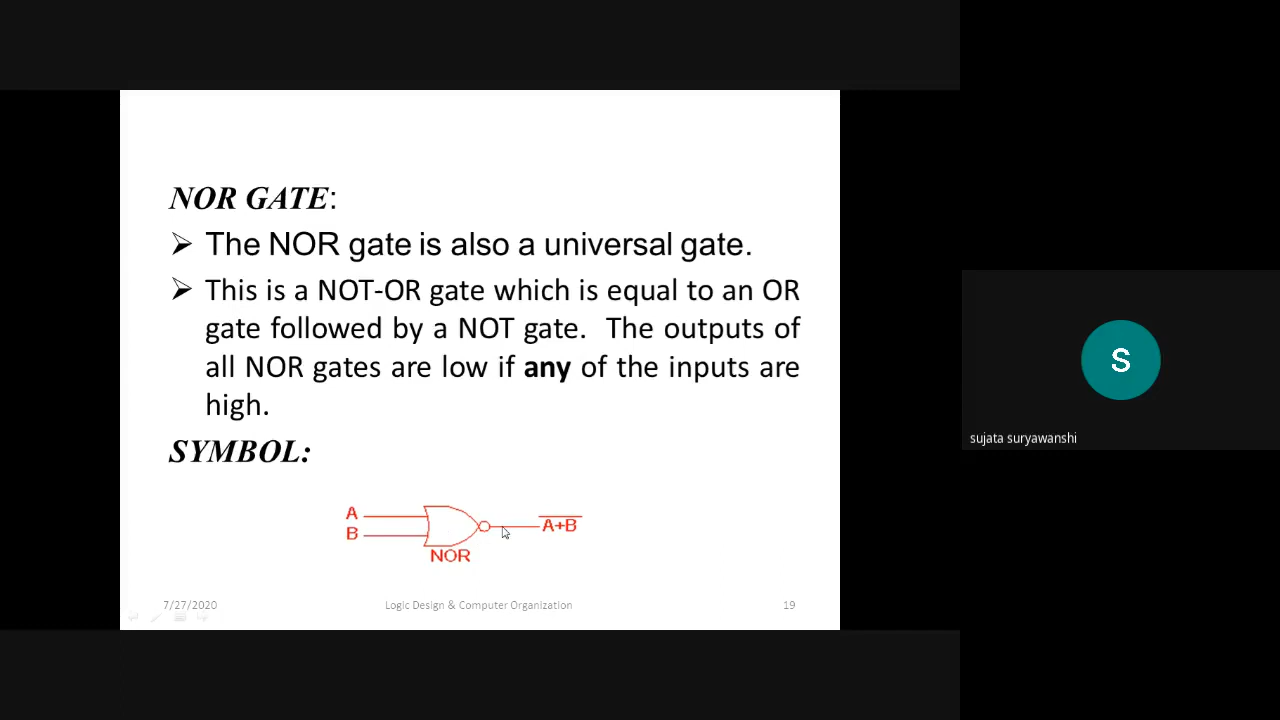 NOR GATE:
➢ The NOR gate is also a universal gate.
➢ This is a NOT-OR gate which is equal to an OR
gate followed by a NOT gate. The outputs of
all NOR gates are low if any of the inputs are
high.
SYMBOL:
A
B
NOR
A+B
7/27/2020
Logic Design & Computer Organization
19
S
sujata suryawanshi